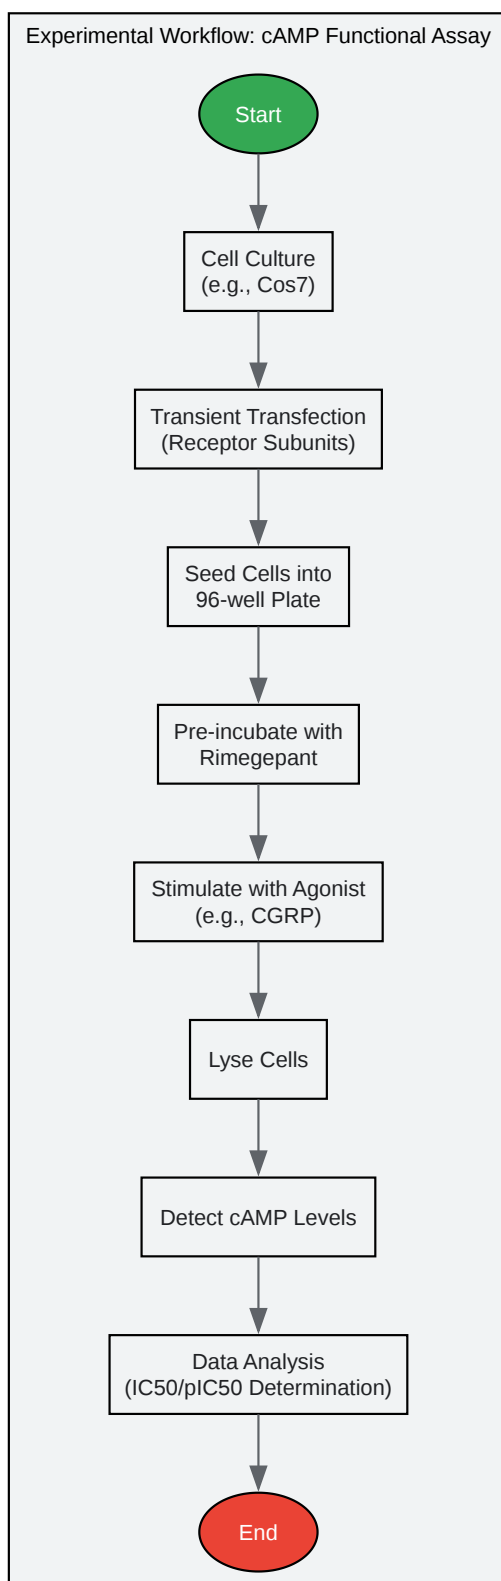 Experimental Workflow: cAMP Functional Assay
Start
Cell Culture
(e.g., Cos7)
Transient Transfection
(Receptor Subunits)
Seed Cells into
96-well Plate
Pre-incubate with
Rimegepant
Stimulate with Agonist
(e.g., CGRP)
Lyse Cells
Detect cAMP Levels
Data Analysis
(IC50/pIC50 Determination)
End